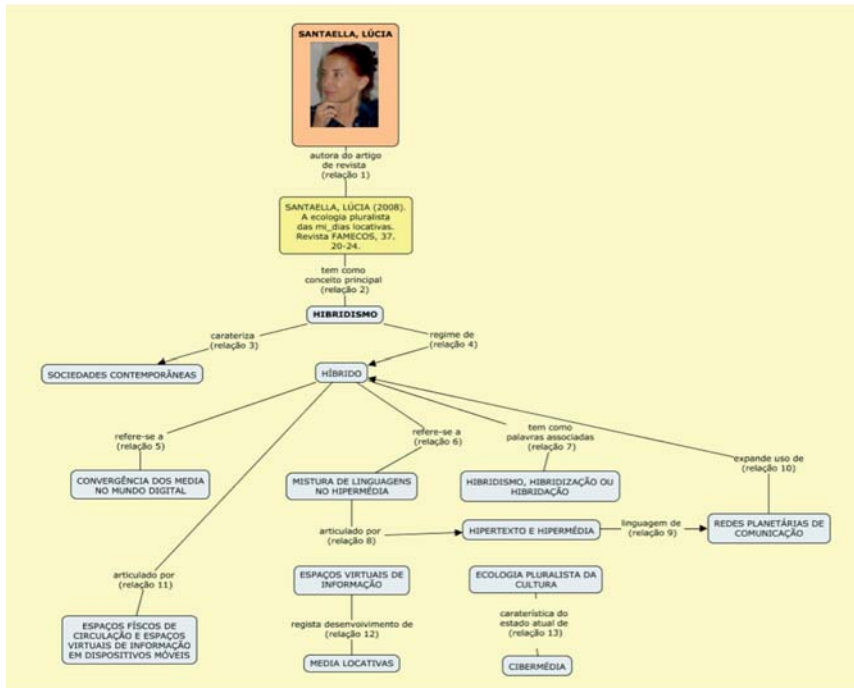 SANTAELLA, LÚCIA
autora do artigo
de revista
(relação 1)
SANTAELLA, LÚCIA (2008).
A ecologia pluralista
das mi_dias locativas.
Revista FAMECOS, 37.
20-24.
tem como
conceito principal
(relação 2)
HIBRIDISMO
carateriza
(relação 3)
regime de
(relação 4)
SOCIEDADES CONTEMPORÂNEAS
HÍBRIDO
refere-se a
(relação 5)
refere-se a
(relação 6)
tem como
palavras associadas
(relação 7)
expande uso de
(relação 10)
CONVERGÊNCIA DOS MEDIA
NO MUNDO DIGITAL
MISTURA DE LINGUAGENS
NO HIPERMÉDIA
HIBRIDISMO, HIBRIDIZAÇÃO OU
HIBRIDAÇÃO
articulado por
(relação 8)
HIPERTEXTO E HIPERMÉDIA
linguagem de
(relação 9)
REDES PLANETÁRIAS DE
COMUNICAÇÃO
articulado por
(relação 11)
ESPAÇOS VIRTUAIS DE
INFORMAÇÃO
ECOLOGIA PLURALISTA DA
CULTURA
ESPAÇOS FÍSCOS DE
CIRCULAÇÃO E ESPAÇOS
VIRTUAIS DE INFORMAÇÃO
EM DISPOSITIVOS MÓVEIS
regista desenvoivimento de
(relação 12)
caraterística do
estado atual de
(relação 13)
MEDIA LOCATIVAS
CIBERMÉDIA